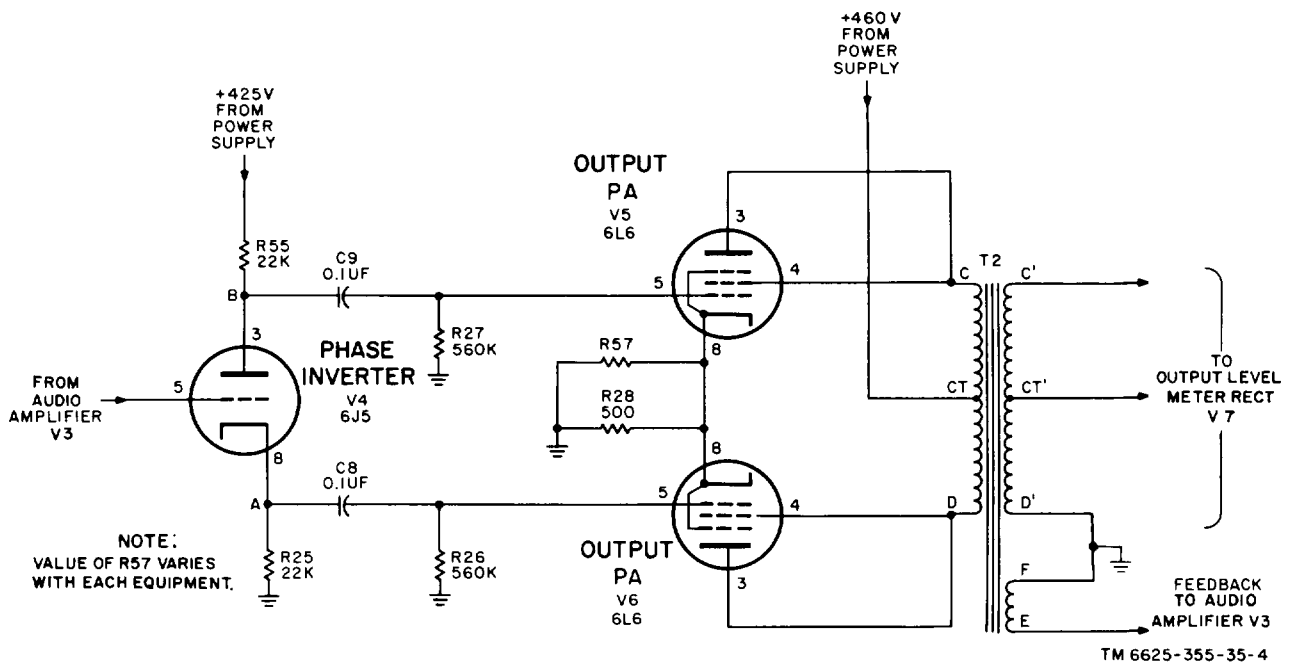 +460V
FROM
POWER
SUPPLY
+425V
FROM
POWER
SUPPLY
OUTPUT
PA
V5
6L6
3
R55
22K
C9
0.1UF
5
4
C
T2
C'
B
3
R27
560K
8
PHASE
INVERTER
V4
6J5
R57
FROM
AUDIO
AMPLIFIER
V3
5
R28
500
CT
CT'
TO
OUTPUT LEVEL
METER RECT
V7
8
8
C8
0.1UF
A
5
4
D
D'
NOTE:
VALUE OF R57 VARIES
WITH EACH EQUIPMENT.
R25
22K
R26
560K
OUTPUT
PA
V6
6L6
3
F
E
FEEDBACK
TO AUDIO
AMPLIFIER V3
TM 6625-355-35-4